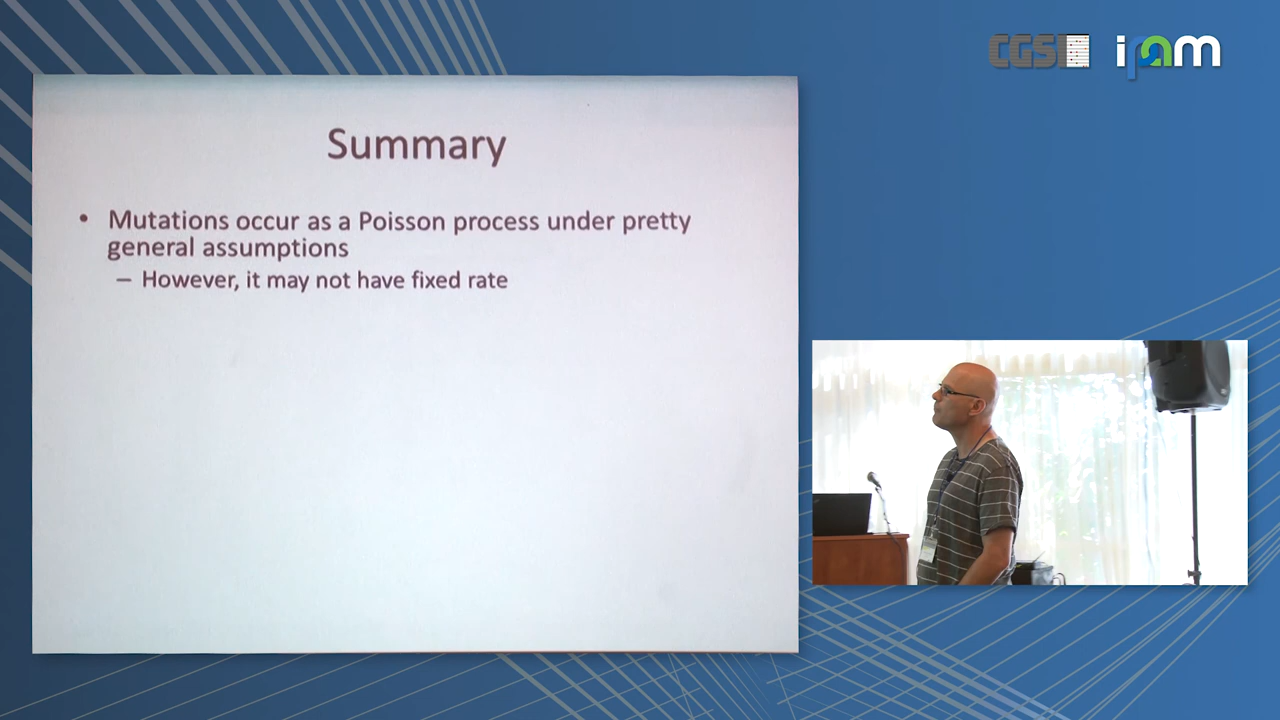 CGSI
ipam
Summary
• Mutations occur as a Poisson process under pretty
general assumptions
– However, it may not have fixed rate